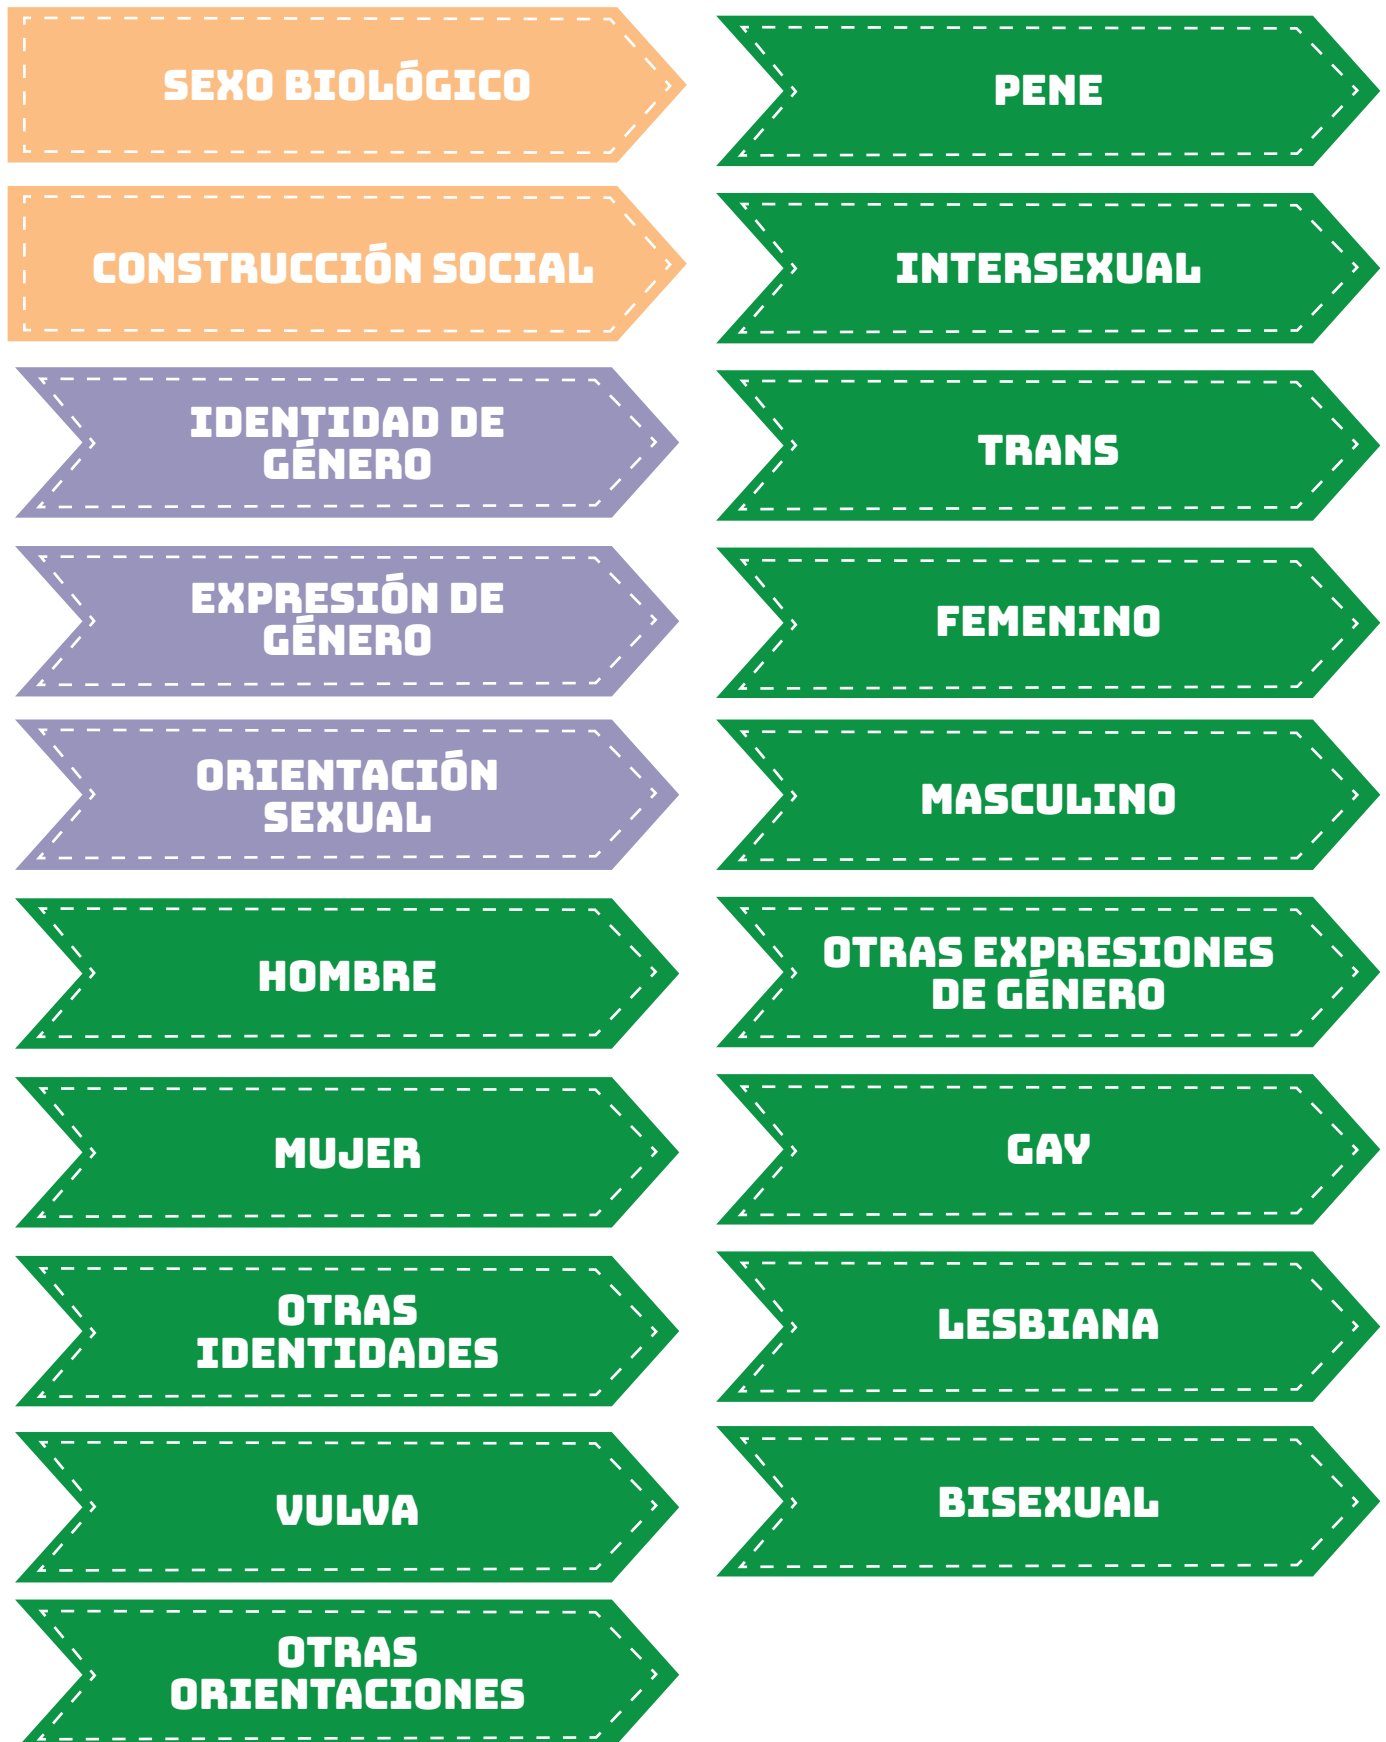 SEXO BIOLÓGICO
CONSTRUCCIÓN SOCIAL
IDENTIDAD DE
GÉNERO
EXPRESIÓN DE
GÉNERO
ORIENTACIÓN
SEXUAL
HOMBRE
MUJER
OTRAS
IDENTIDADES
VULVA
OTRAS
ORIENTACIONES
PENE
INTERSEXUAL
TRANS
FEMENINO
MASCULINO
OTRAS EXPRESIONES
DE GÉNERO
GAY
LESBIANA
BISEXUAL